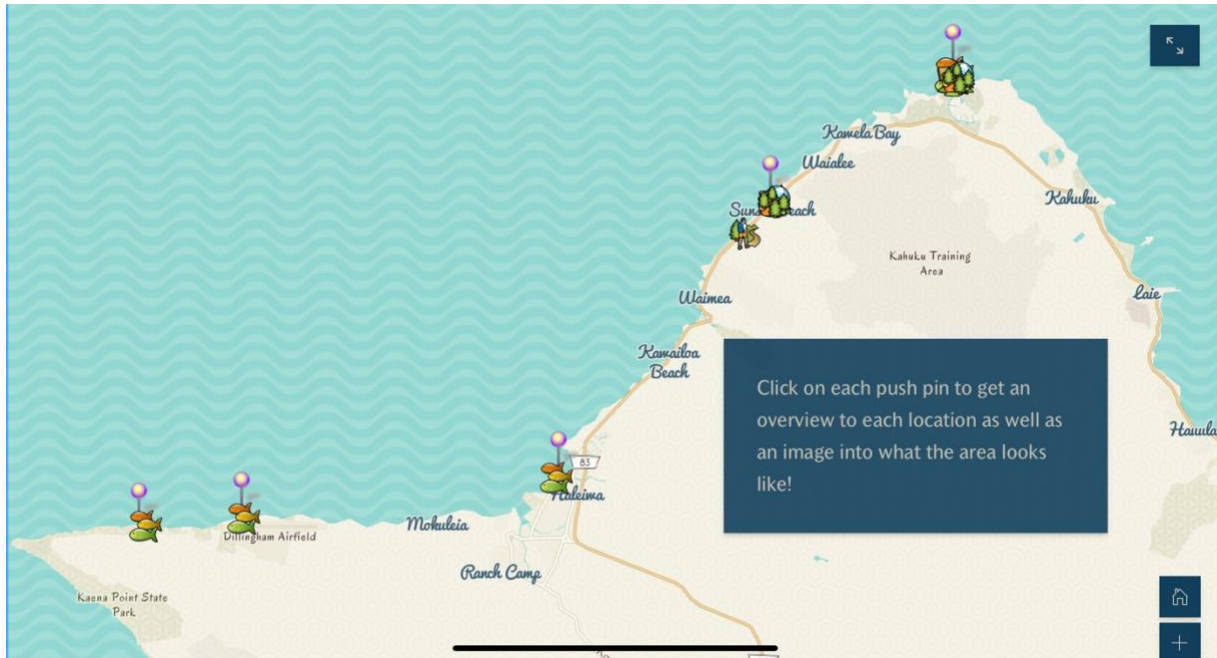 Kawela Bay
Waialee
Kahuku
Sunset Beach
Kahuku Training
Area
Laie
Waimea
Kawailoa
Beach
Click on each push pin to get an
overview to each location as well as
an image into what the area looks
like!
Hauula
83
Haleiwa
Mokuleia
Dillingham Airfield
Ranch Camp
Kaena Point State
Park